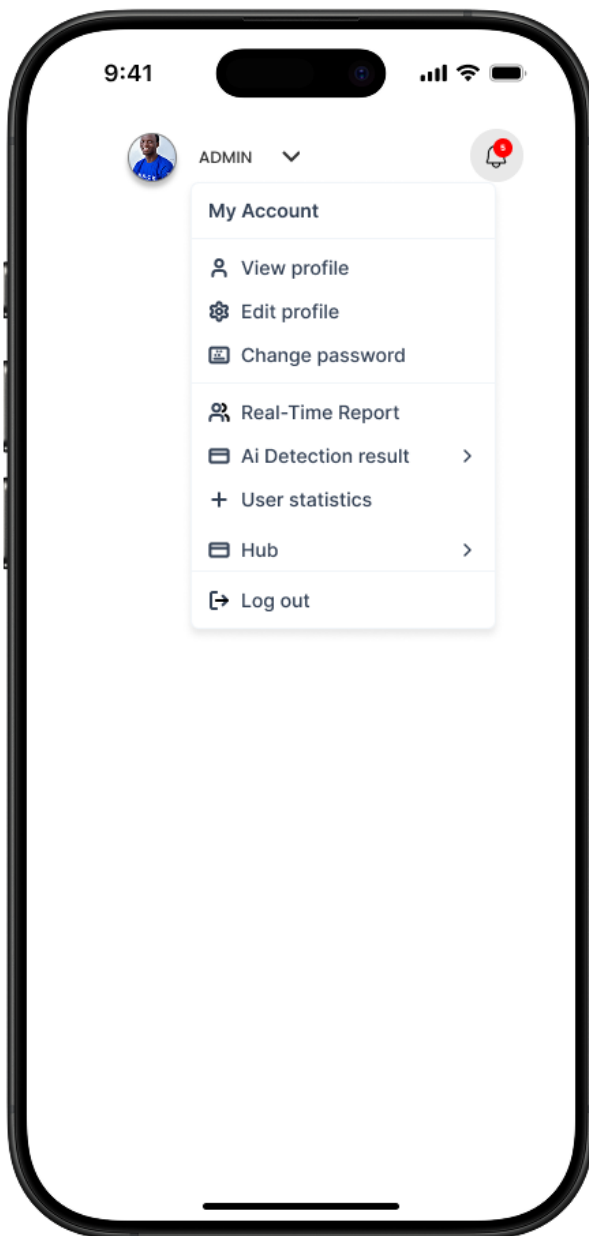 9:41
ADMIN
5
My Account
View profile
Edit profile
Change password
Real-Time Report
Ai Detection result
User statistics
Hub
Log out